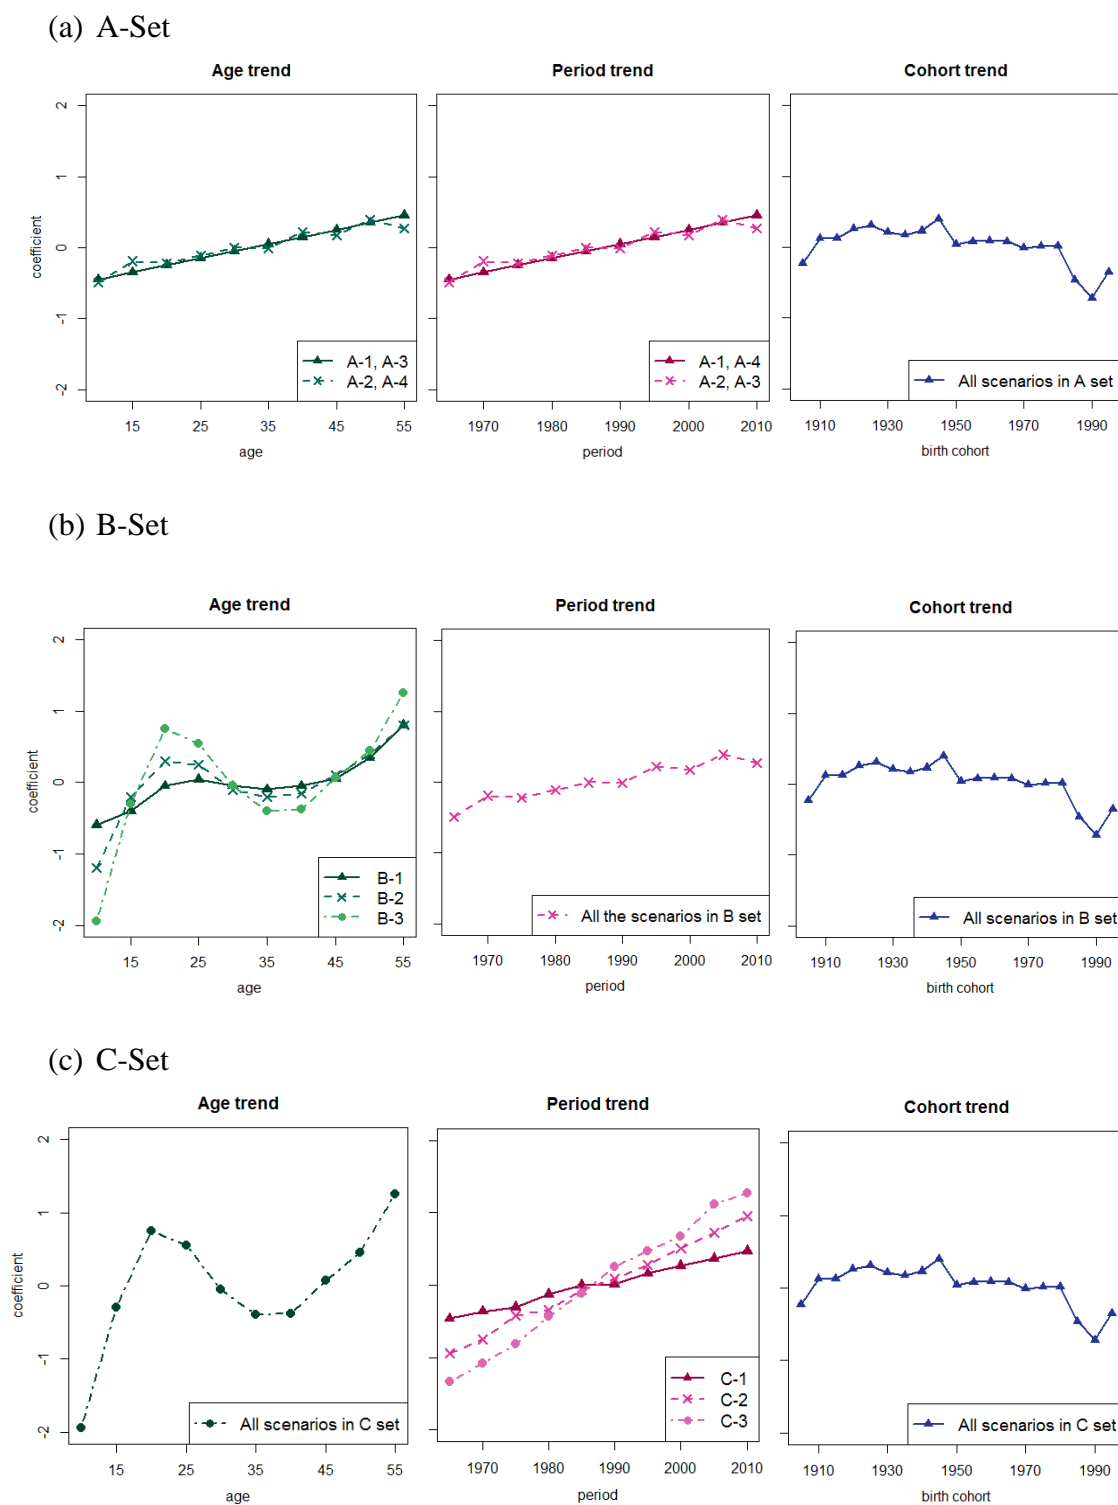 (a) A-Set
Age trend
Period trend
Cohort trend
coefficient
2
1
0
-1
-2
A-1, A-3
A-2, A-4
A-1, A-4
A-2, A-3
All scenarios in A set
15 25 35 45 55
1970 1980 1990 2000 2010
1910 1930 1950 1970 1990
age
period
birth cohort
(b) B-Set
Age trend
Period trend
Cohort trend
coefficient
2
1
0
-1
-2
B-1
B-2
B-3
All the scenarios in B set
All scenarios in B set
15 25 35 45 55
1970 1980 1990 2000 2010
1910 1930 1950 1970 1990
age
period
birth cohort
(c) C-Set
Age trend
Period trend
Cohort trend
coefficient
2
1
0
-1
-2
All scenarios in C set
C-1
C-2
C-3
All scenarios in C set
15 25 35 45 55
1970 1980 1990 2000 2010
1910 1930 1950 1970 1990
age
period
birth cohort